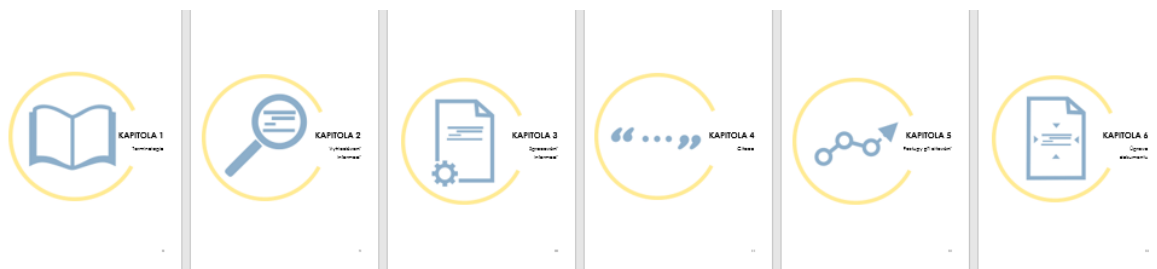 KAPITOLA 1
Terminologie
KAPITOLA 2
Vyhledávání
informací
KAPITOLA 3
Zpracování
informací
KAPITOLA 4
Citace
KAPITOLA 5
Postupy při citování
KAPITOLA 6
Úprava
dokumentu